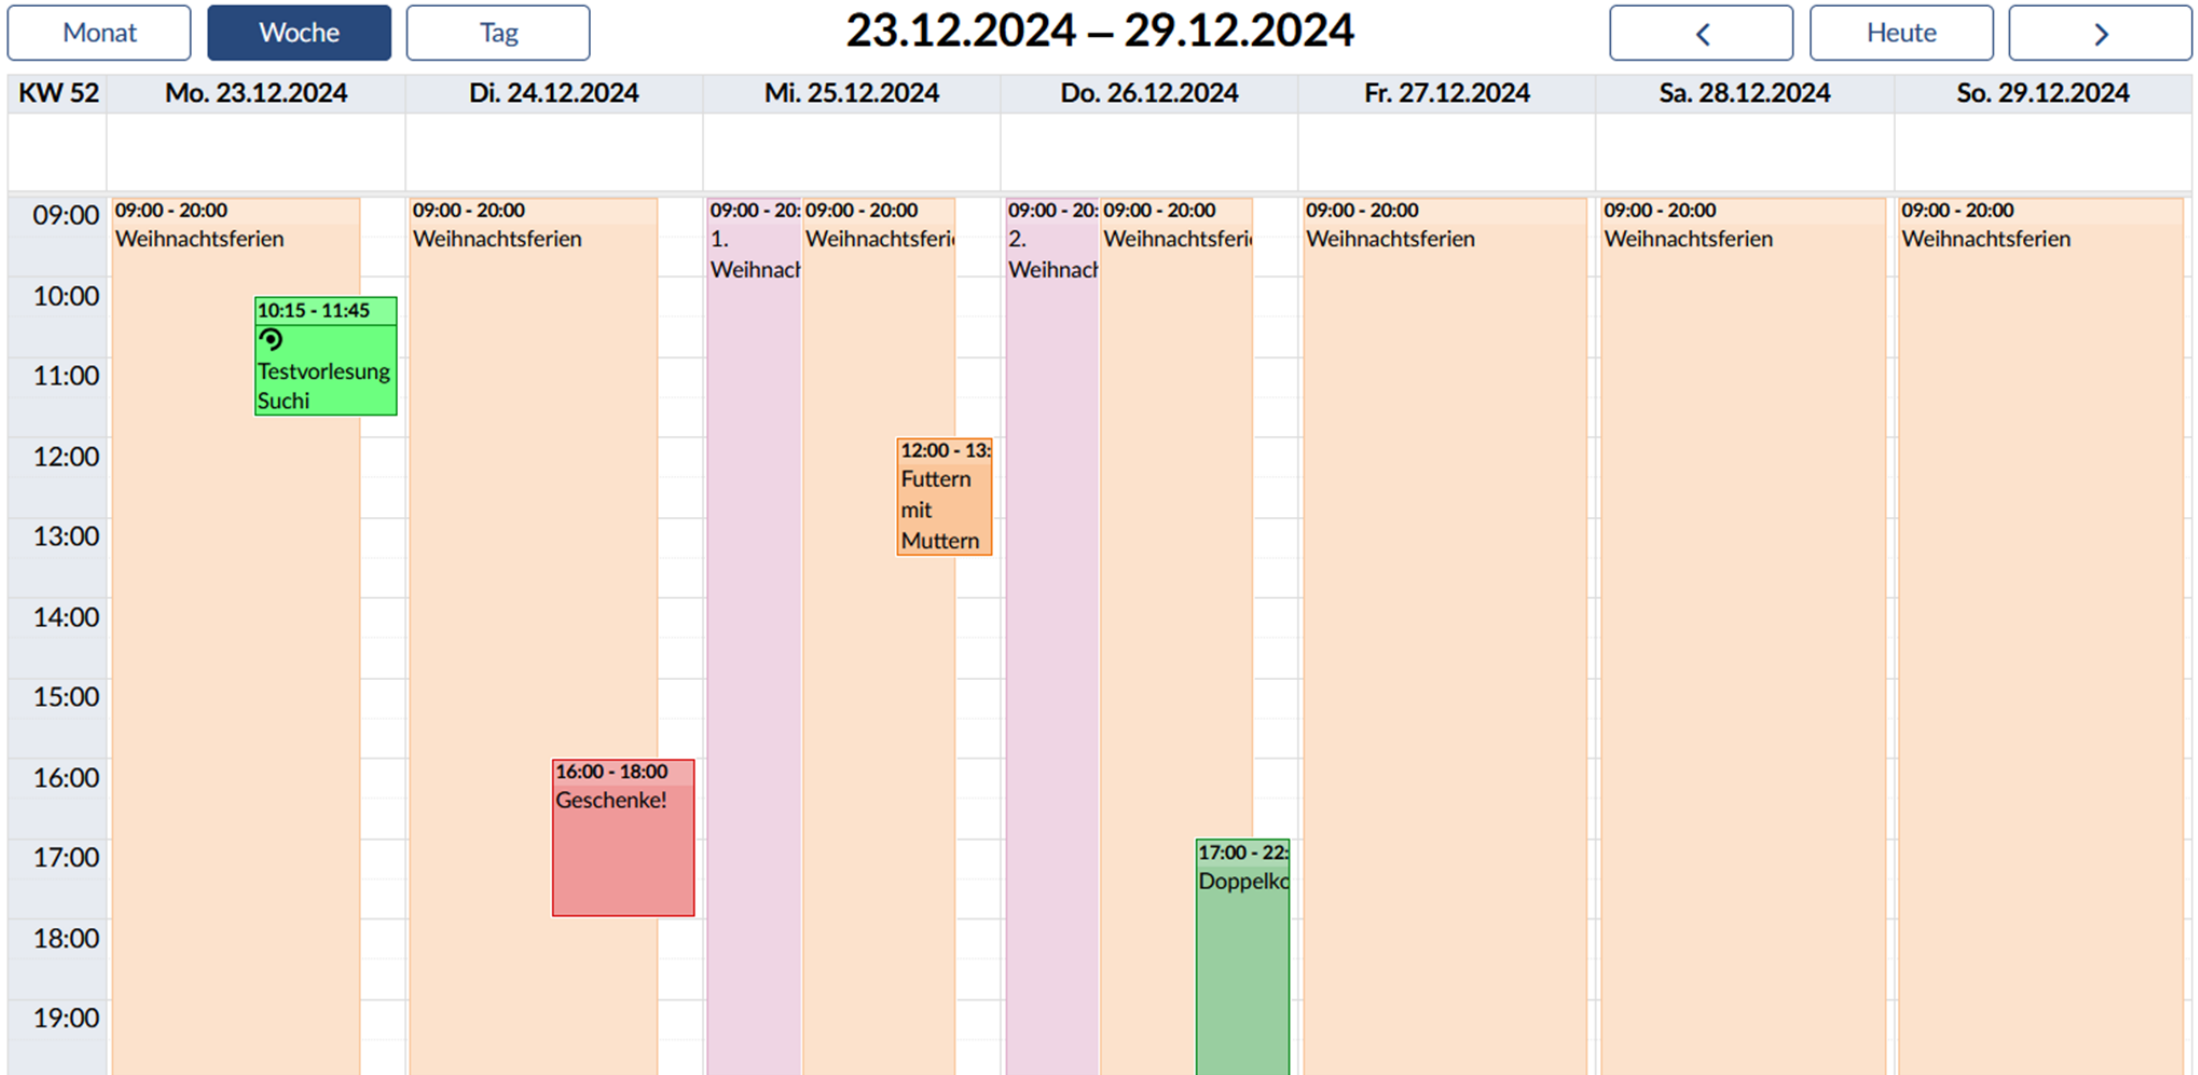 Monat Woche Tag 23.12.2024 – 29.12.2024 Heute
KW 52 Mo. 23.12.2024 Di. 24.12.2024 Mi. 25.12.2024 Do. 26.12.2024 Fr. 27.12.2024 Sa. 28.12.2024 So. 29.12.2024
09:00
09:00 - 20:00
Weihnachtsferien
10:15 - 11:45
Testvorlesung
Suchi
09:00 - 20:00
Weihnachtsferien
16:00 - 18:00
Geschenke!
09:00 - 20:
1.
Weihnach
09:00 - 20:00
Weihnachtsferi
12:00 - 13:
Futtern
mit
Muttern
09:00 - 20:
2.
Weihnach
09:00 - 20:00
Weihnachtsferi
17:00 - 22:
Doppelko
09:00 - 20:00
Weihnachtsferien
09:00 - 20:00
Weihnachtsferien
09:00 - 20:00
Weihnachtsferien
10:00
11:00
12:00
13:00
14:00
15:00
16:00
17:00
18:00
19:00